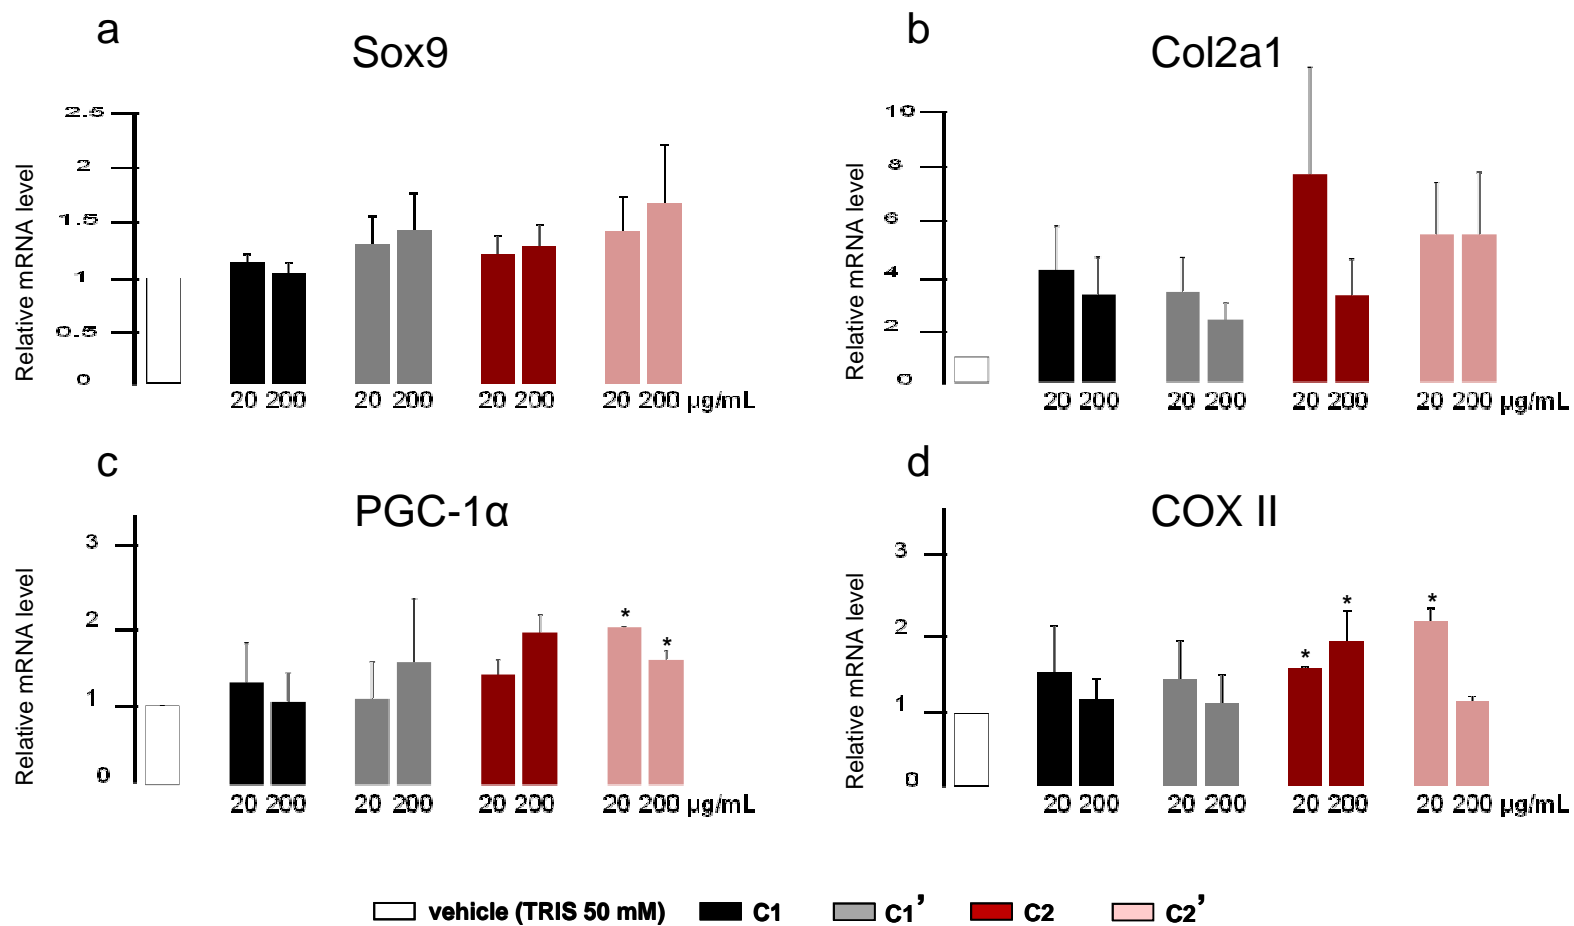 a
Sox9
Relative mRNA level
2.5
2
1.5
1
0.5
0
20 200 20 200 20 200 20 200 µg/mL
b
Col2a1
Relative mRNA level
10
8
6
4
2
0
20 200 20 200 20 200 20 200 µg/mL
c
PGC-1α
Relative mRNA level
3
2
1
0
* *
20 200 20 200 20 200 20 200 µg/mL
d
COX II
Relative mRNA level
3
2
1
0
* * *
20 200 20 200 20 200 20 200 µg/mL
vehicle (TRIS 50 mM) C1 C1’ C2 C2’